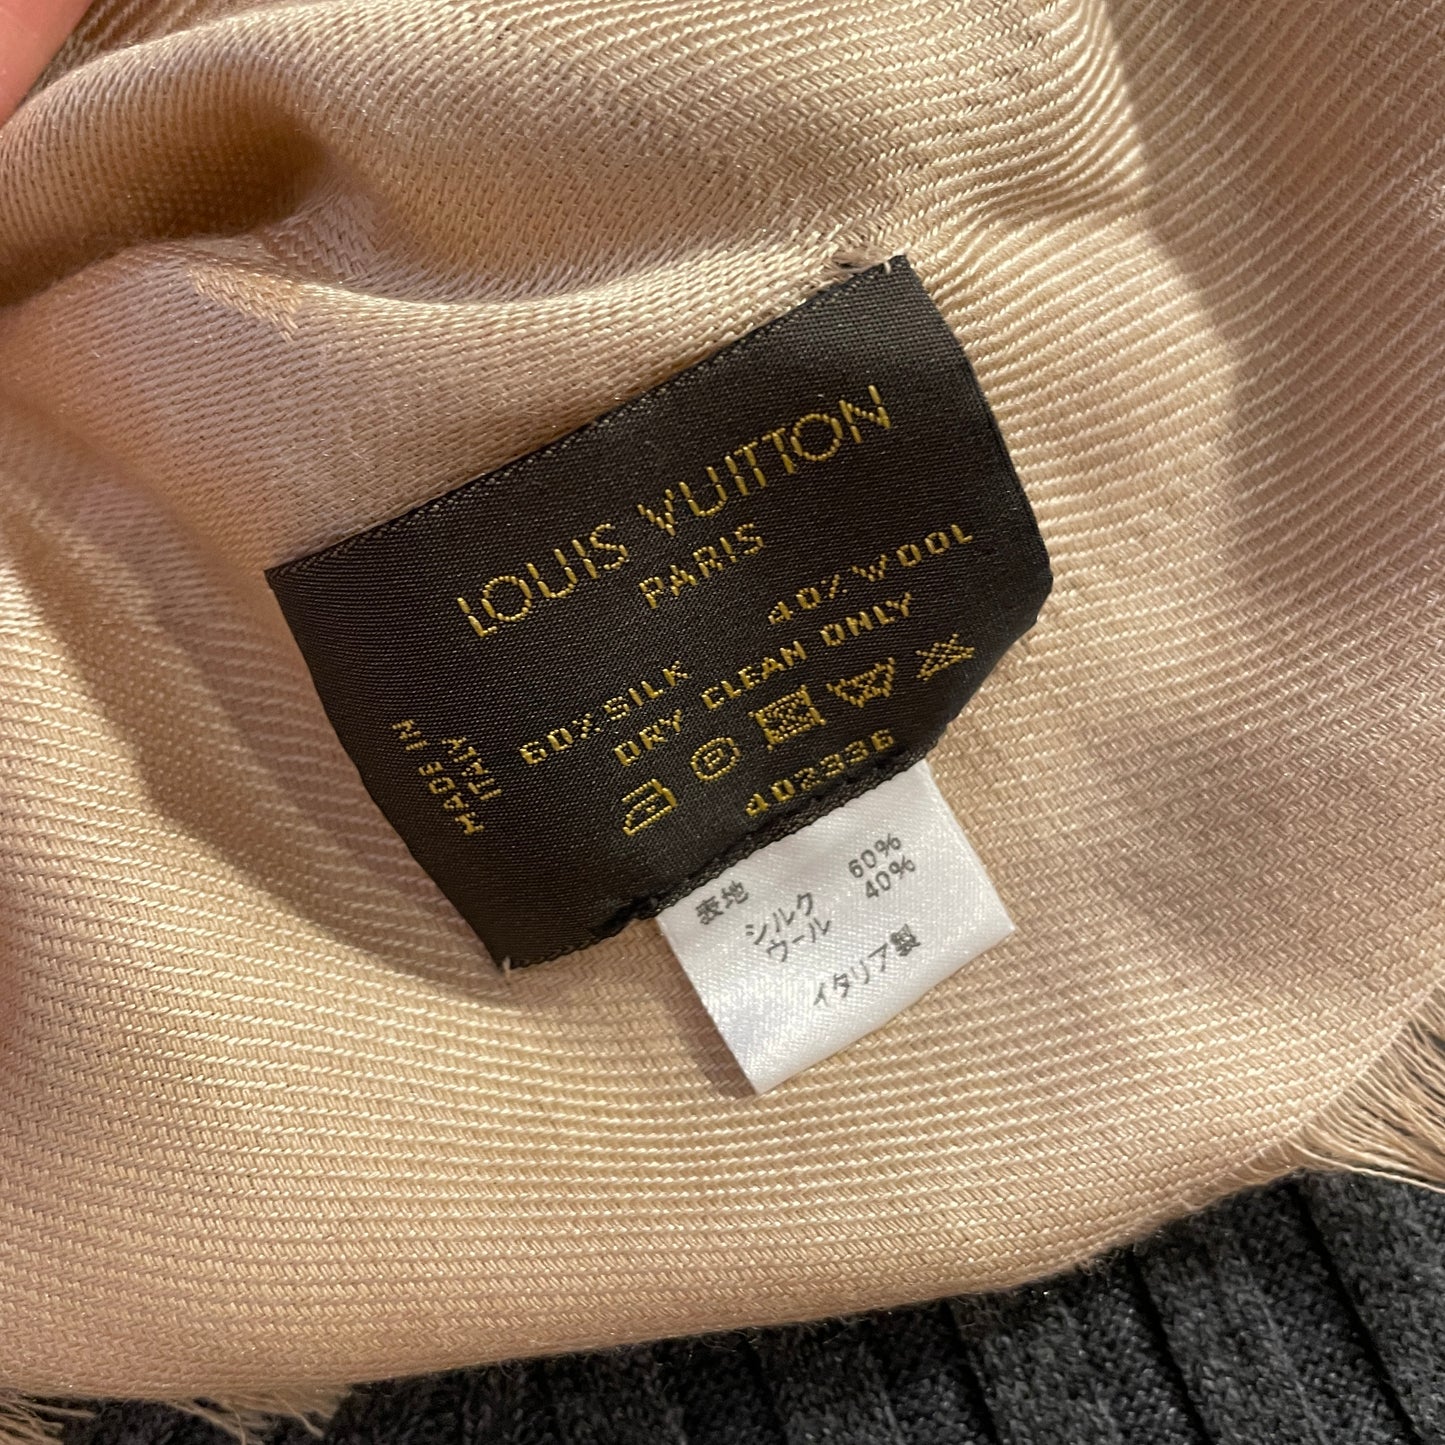 LOUIS VUITTON
PARIS
60% SILK 40% WOOL
DRY CLEAN ONLY
MADE IN
ITALY
表地 シルク 60%
ウール 40%
イタリア製